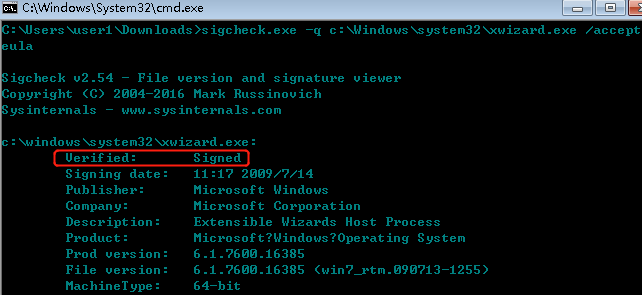 C:\Windows\System32\cmd.exe
C:\Users\user1\Downloads>sigcheck.exe -q c:\Windows\system32\xwizard.exe /accept
eula
Sigcheck v2.54 - File version and signature viewer
Copyright (C) 2004-2016 Mark Russinovich
Sysinternals - www.sysinternals.com
c:\windows\system32\xwizard.exe:
Verified: Signed
Signing date: 11:17 2009/7/14
Publisher: Microsoft Windows
Company: Microsoft Corporation
Description: Extensible Wizards Host Process
Product: Microsoft?Windows?Operating System
Prod version: 6.1.7600.16385
File version: 6.1.7600.16385 (win7_rtm.090713-1255)
MachineType: 64-bit